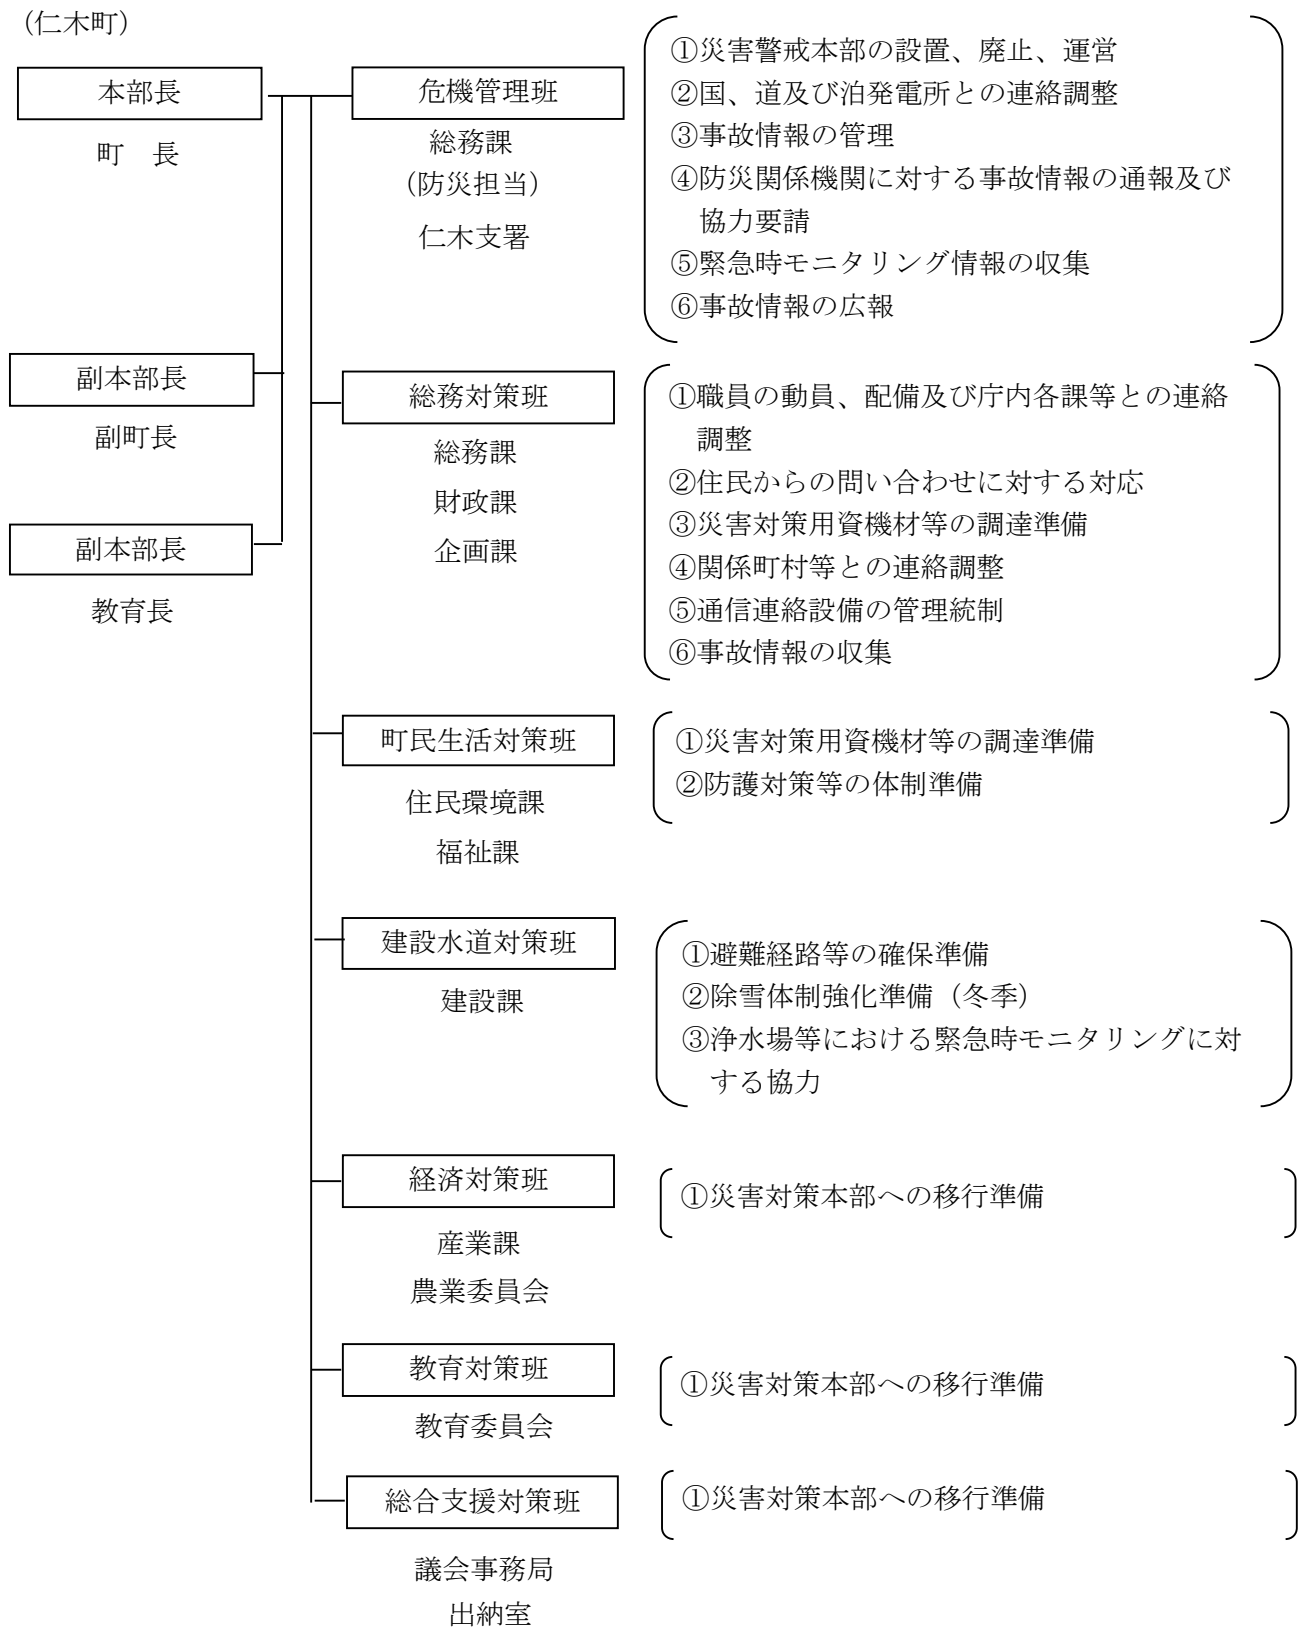 （仁木町）
本部長
町　長
副本部長
副町長
副本部長
教育長
危機管理班
総務課
（防災担当）
仁木支署
①災害警戒本部の設置、廃止、運営
②国、道及び泊発電所との連絡調整
③事故情報の管理
④防災関係機関に対する事故情報の通報及び
協力要請
⑤緊急時モニタリング情報の収集
⑥事故情報の広報
総務対策班
総務課
財政課
企画課
①職員の動員、配備及び庁内各課等との連絡
調整
②住民からの問い合わせに対する対応
③災害対策用資機材等の調達準備
④関係町村等との連絡調整
⑤通信連絡設備の管理統制
⑥事故情報の収集
町民生活対策班
住民環境課
福祉課
①災害対策用資機材等の調達準備
②防護対策等の体制準備
建設水道対策班
建設課
①避難経路等の確保準備
②除雪体制強化準備（冬季）
③浄水場等における緊急時モニタリングに対
する協力
経済対策班
産業課
農業委員会
①災害対策本部への移行準備
教育対策班
教育委員会
①災害対策本部への移行準備
総合支援対策班
議会事務局
出納室
①災害対策本部への移行準備